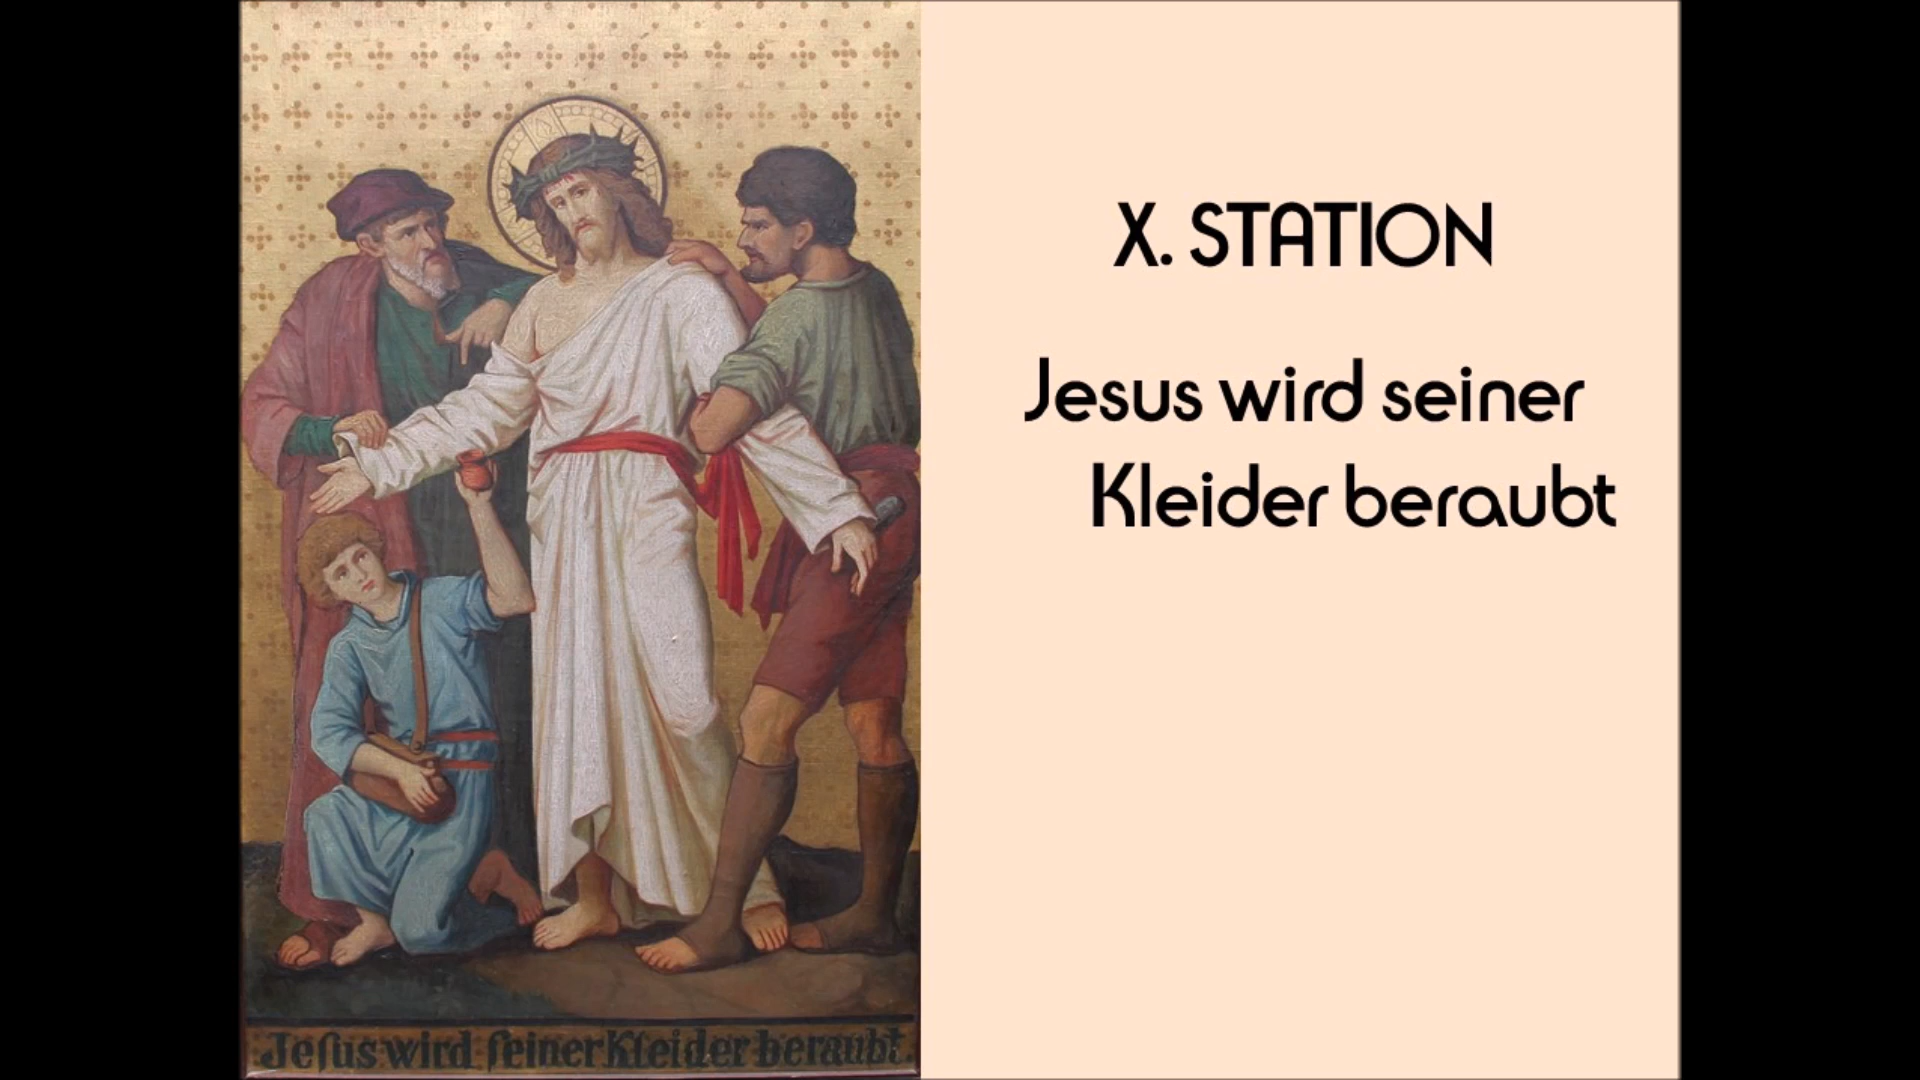 X. STATION
Jesus wird seiner
Kleider beraubt
Jeſus wird ſeiner Kleider beraubt.